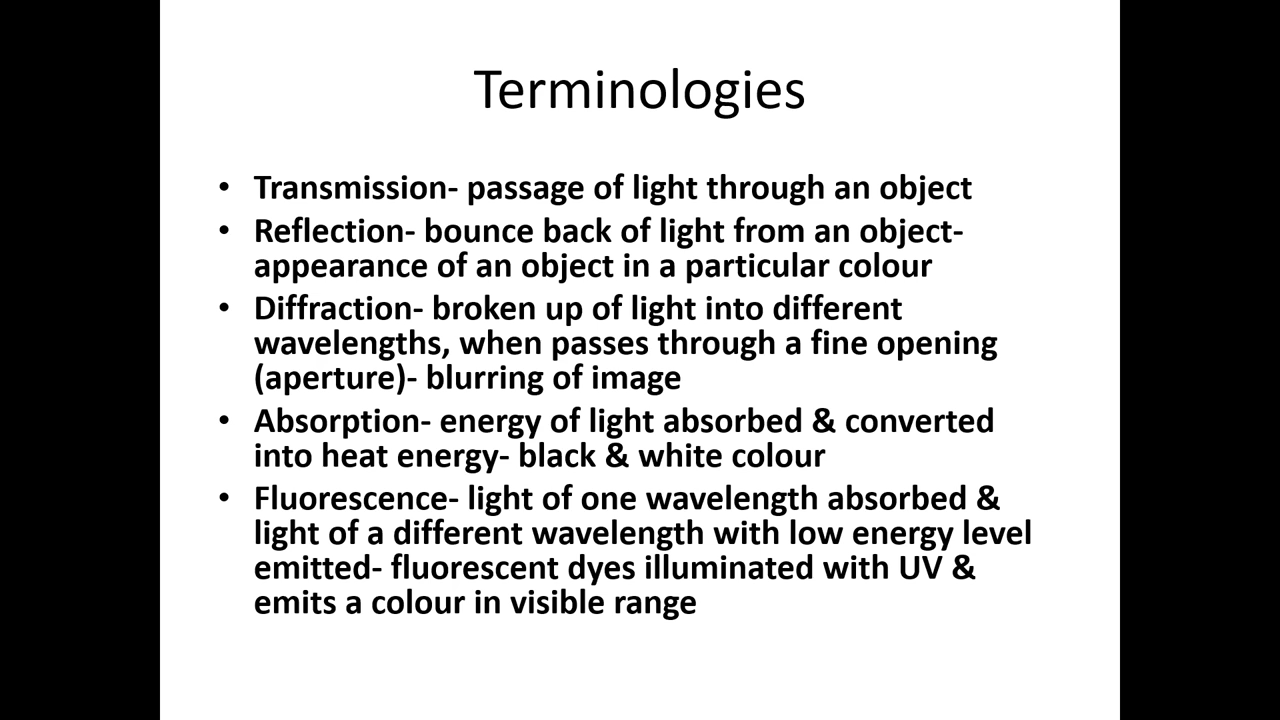 Terminologies
• Transmission- passage of light through an object
• Reflection- bounce back of light from an object-
appearance of an object in a particular colour
• Diffraction- broken up of light into different
wavelengths, when passes through a fine opening
(aperture)- blurring of image
• Absorption- energy of light absorbed & converted
into heat energy- black & white colour
• Fluorescence- light of one wavelength absorbed &
light of a different wavelength with low energy level
emitted- fluorescent dyes illuminated with UV &
emits a colour in visible range